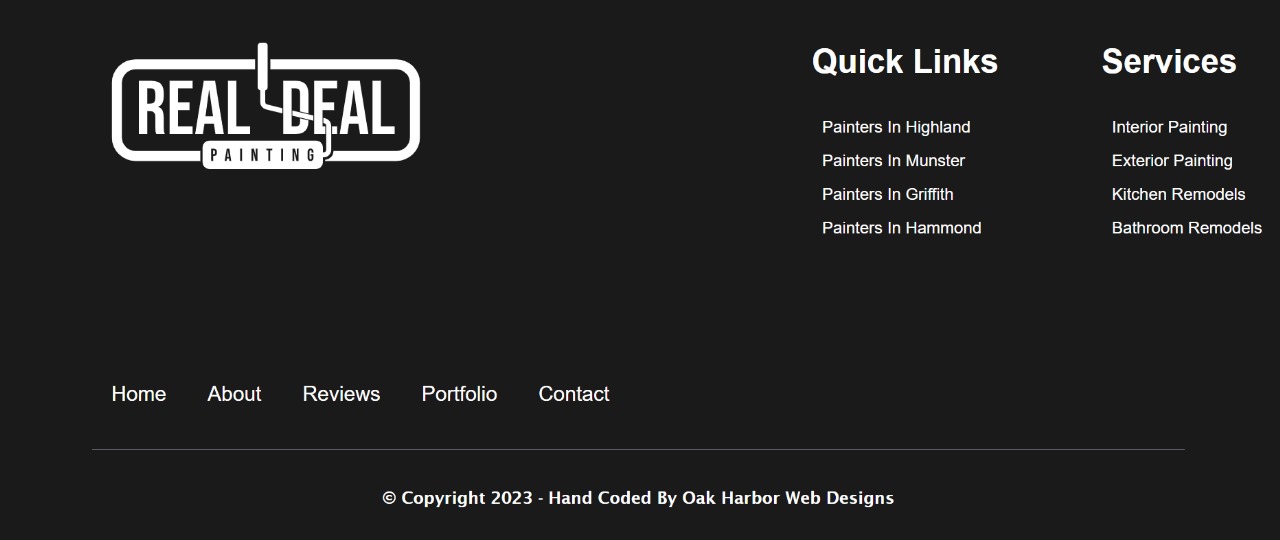 REAL DEAL
PAINTING
Quick Links
Painters In Highland
Painters In Munster
Painters In Griffith
Painters In Hammond
Services
Interior Painting
Exterior Painting
Kitchen Remodels
Bathroom Remodels
Home About Reviews Portfolio Contact
© Copyright 2023 - Hand Coded By Oak Harbor Web Designs